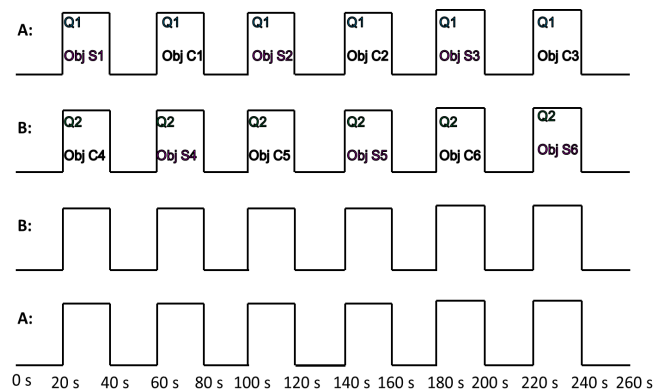 A:
Q1 Q1 Q1 Q1 Q1 Q1
Obj S1 Obj C1 Obj S2 Obj C2 Obj S3 Obj C3
B:
Q2 Q2 Q2 Q2 Q2 Q2
Obj C4 Obj S4 Obj C5 Obj S5 Obj C6 Obj S6
B:
A:
0 s 20 s 40 s 60 s 80 s 100 s 120 s 140 s 160 s 180 s 200 s 220 s 240 s 260 s